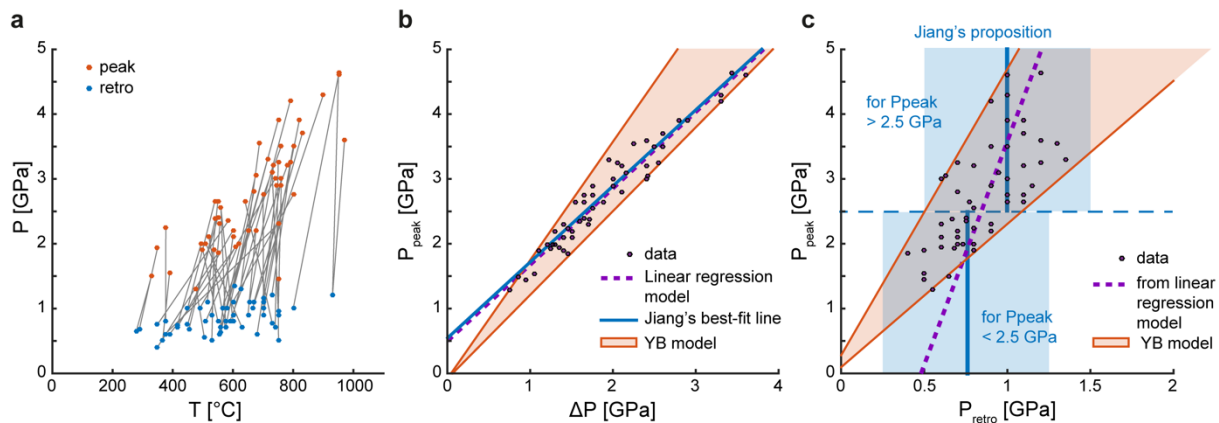 a
5
4
3
2
1
0
P [GPa]
peak
retro
0
200
400
600
800
1000
T [°C]
b
5
4
3
2
1
0
Ppeak [GPa]
data
Linear regression
model
Jiang's best-fit line
YB model
0
1
2
3
4
ΔP [GPa]
c
Jiang's proposition
5
4
3
2
1
0
Ppeak [GPa]
for Ppeak
> 2.5 GPa
for Ppeak
< 2.5 GPa
data
from linear
regression
model
YB model
0
0.5
1
1.5
2
Pretro [GPa]